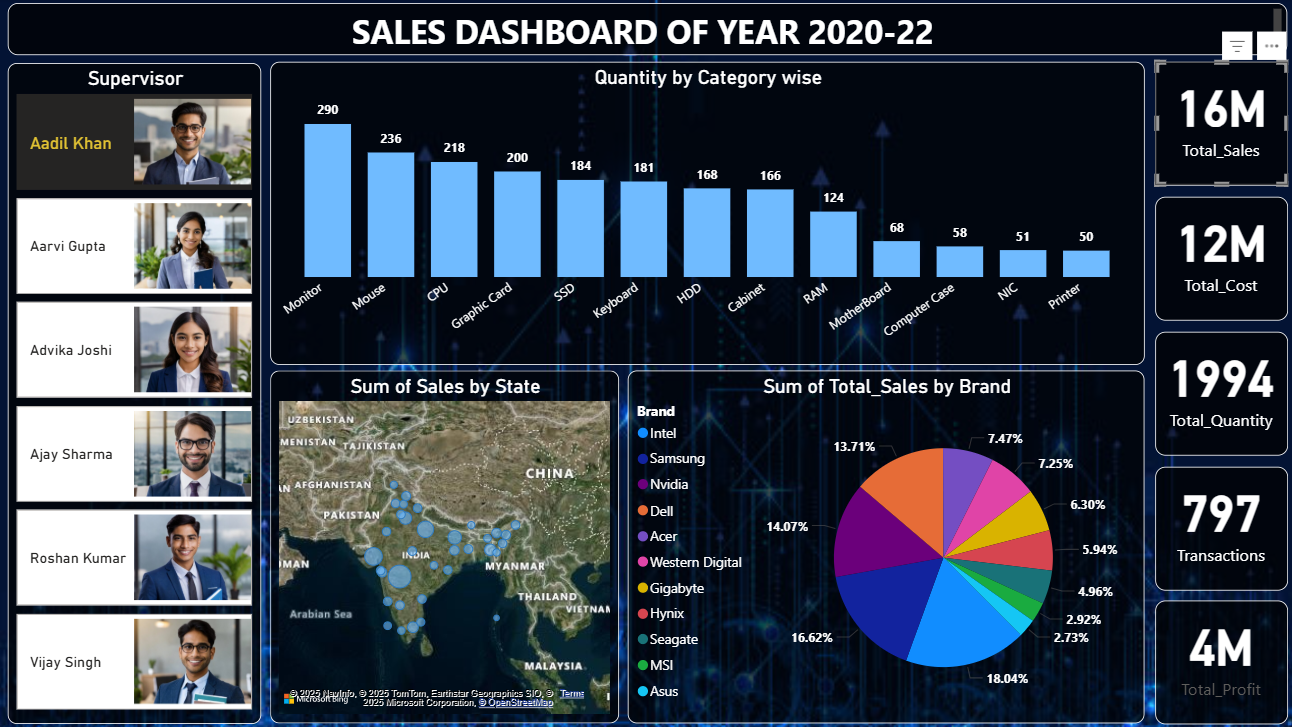 SALES DASHBOARD OF YEAR 2020-22
Supervisor
Aadil Khan
Aarvi Gupta
Advika Joshi
Ajay Sharma
Roshan Kumar
Vijay Singh
Quantity by Category wise
290
236
218
200
184
181
168
166
124
68
58
51
50
Monitor
Mouse
CPU
Graphic Card
SSD
Keyboard
HDD
Cabinet
RAM
MotherBoard
Computer Case
NIC
Printer
Sum of Sales by State
UZBEKISTAN
MENISTAN
TAJIKISTAN
CHINA
AN
AFGHANISTAN
PAKISTAN
INDIA
OMAN
MYANMAR
THAILAND
VIETNAM
Arabian Sea
MALAYSIA
Microsoft Bing
© 2025 NavInfo, © 2025 TomTom, Earthstar Geographics SIO, © 2025 Microsoft Corporation, © OpenStreetMap
Terms
Sum of Total_Sales by Brand
Brand
Intel
Samsung
Nvidia
Dell
Acer
Western Digital
Gigabyte
Hynix
Seagate
MSI
Asus
7.47%
7.25%
6.30%
5.94%
4.96%
2.92%
2.73%
18.04%
16.62%
14.07%
13.71%
16M
Total_Sales
12M
Total_Cost
1994
Total_Quantity
797
Transactions
4M
Total_Profit